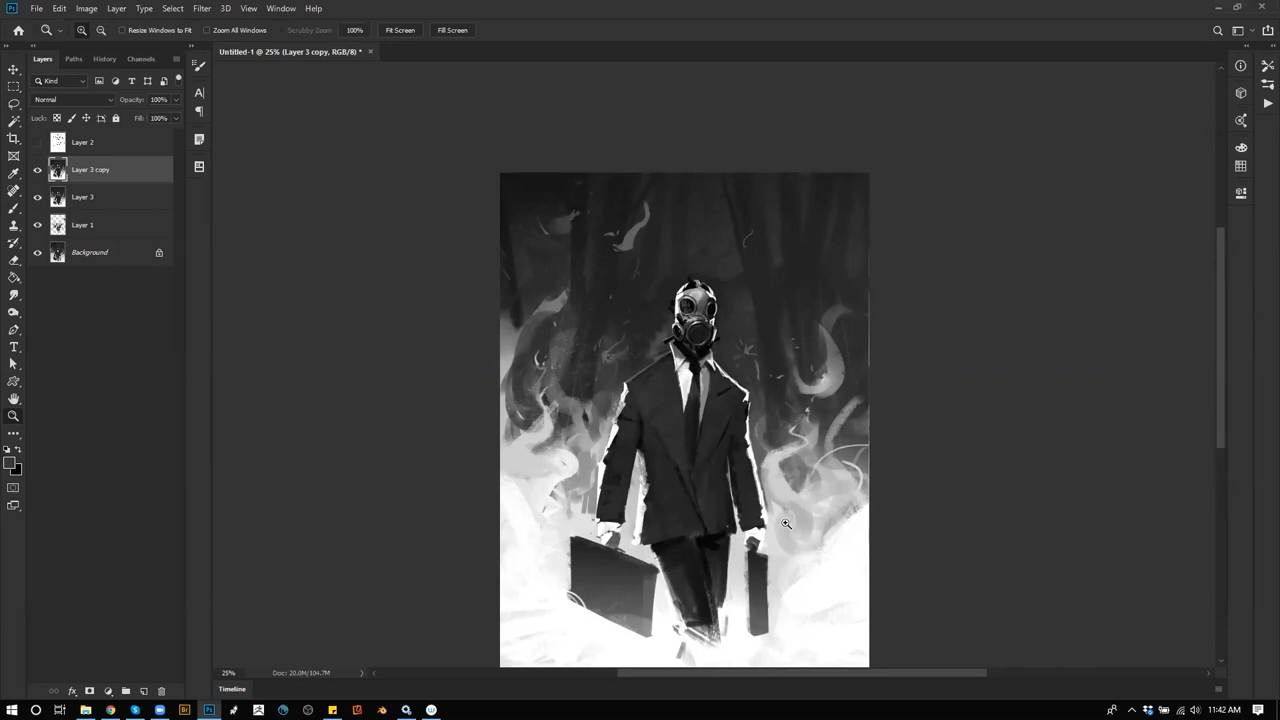 Ps File Edit Image Layer Type Select Filter 3D View Window Help
Resize Windows to Fit Zoom All Windows Scrubby Zoom 100% Fit Screen Fill Screen
Layers Paths History Channels
Untitled-1 @ 25% (Layer 3 copy, RGB/8) *
Kind
Normal Opacity: 100%
Lock: Fill: 100%
Layer 2
Layer 3 copy
Layer 3
Layer 1
Background
25% Doc: 20.0M/104.7M
Timeline
Br Ps 11:42 AM